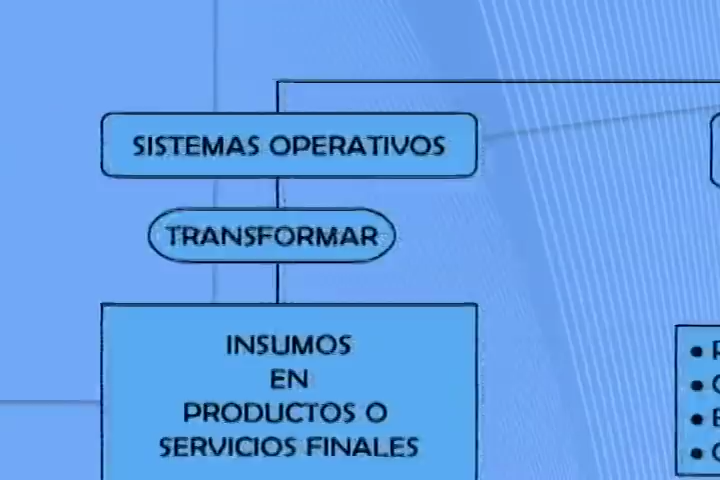 SISTEMAS OPERATIVOS
TRANSFORMAR
INSUMOS
EN
PRODUCTOS O
SERVICIOS FINALES